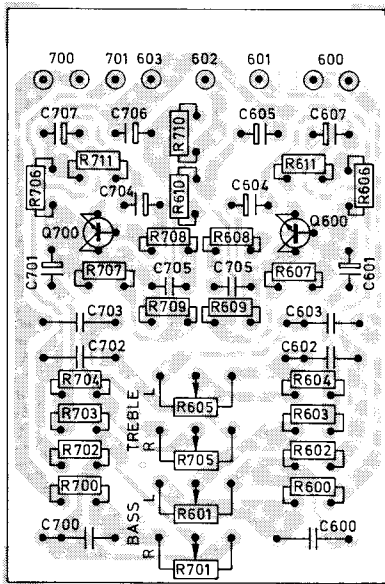 700 701 603 602 601 600
C707 C706 R710 C605 C607
R706 R711 R611 R606
C704 R610 C604
Q700 Q600
R708 R608
C701 R707 C705 C705 R607 C601
R709 R609
C703 C603
C702 C602
R704 L R604
TREBLE R605
R703 R603
R R705
R702 R602
R700 L R600
BASS R601
C700 R C600
R701